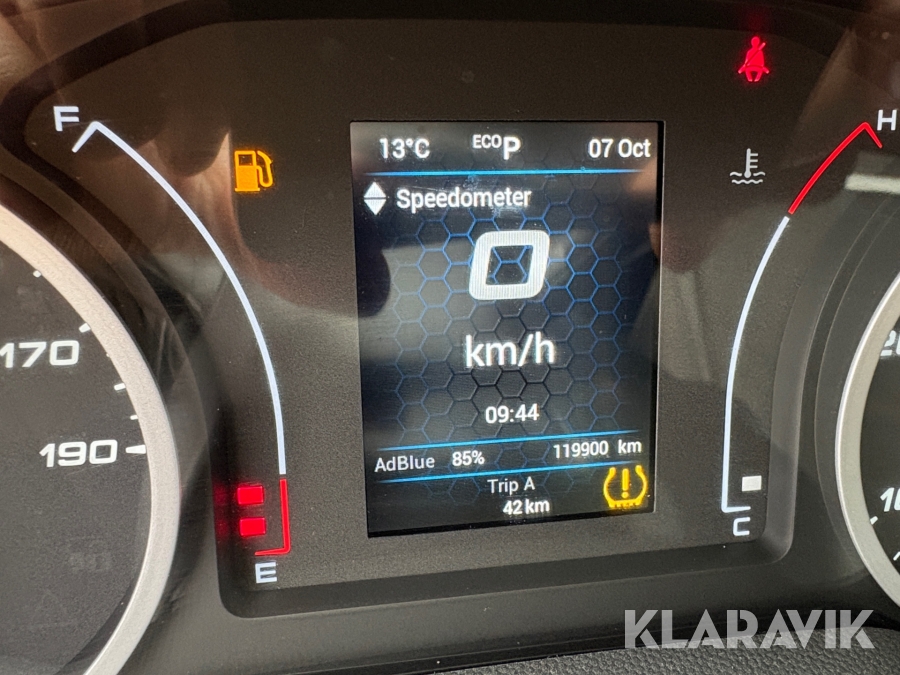 F
H
13°C ECO P 07 Oct
Speedometer
0
km/h
170
190
09:44
AdBlue 85% 119900 km
Trip A
42 km
E
C
KLARAVIK